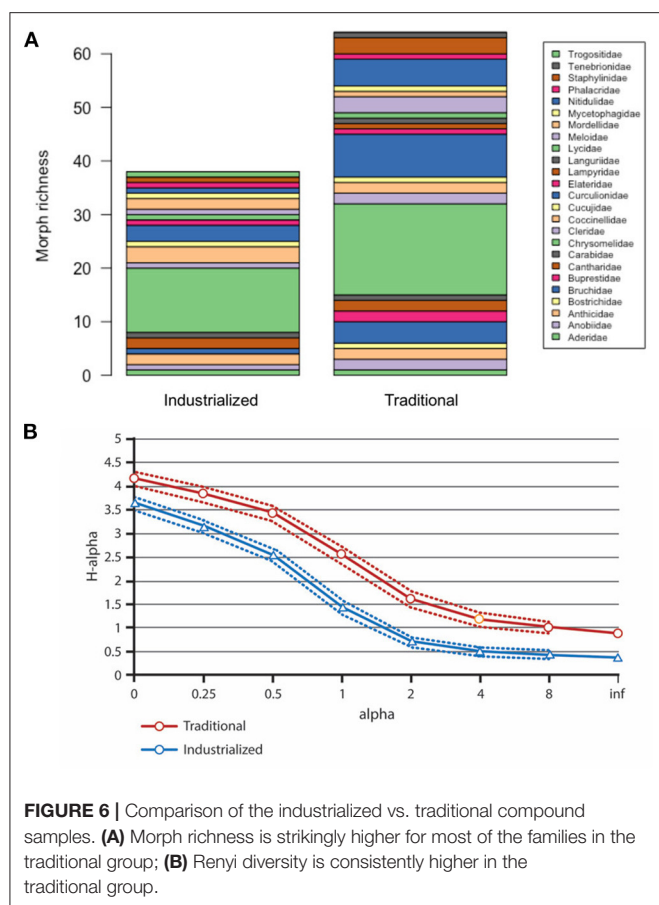 A
60
50
40
30
20
10
0
Morph richness
Industrialized
Traditional
Trogositidae
Tenebrionidae
Staphylinidae
Phalacridae
Nitidulidae
Mycetophagidae
Mordellidae
Meloidae
Lycidae
Languriidae
Lampyridae
Elateridae
Curculionidae
Cucujidae
Coccinellidae
Cleridae
Chrysomelidae
Carabidae
Cantharidae
Buprestidae
Bruchidae
Bostrichidae
Anthicidae
Anobiidae
Aderidae
B
5
4.5
4
3.5
3
2.5
2
1.5
1
0.5
0
H-alpha
0 0.25 0.5 1 2 4 8 inf
alpha
Traditional
Industrialized
FIGURE 6 | Comparison of the industrialized vs. traditional compound
samples. (A) Morph richness is strikingly higher for most of the families in the
traditional group; (B) Renyi diversity is consistently higher in the
traditional group.